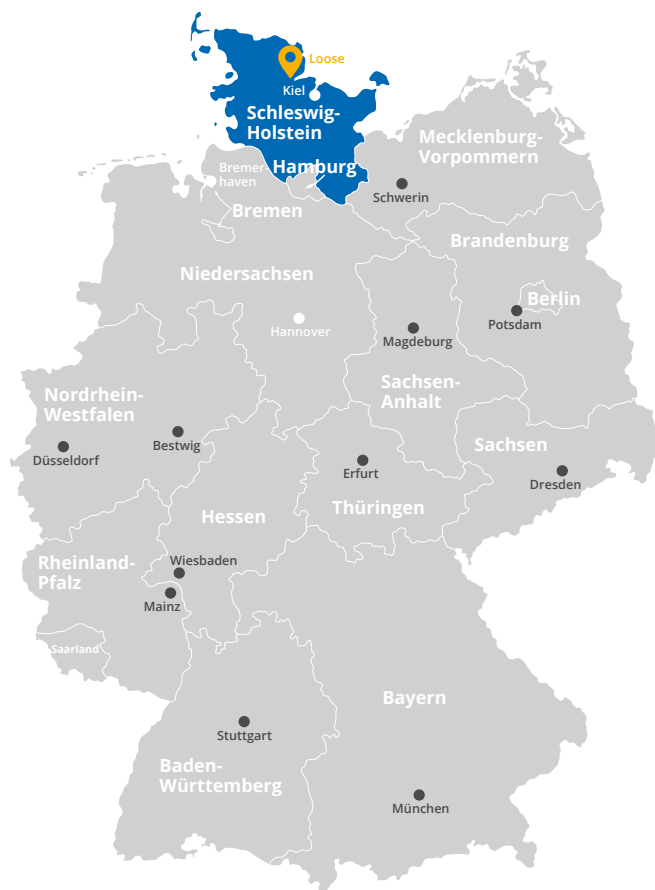 Loose
Kiel
Schleswig-
Holstein
Mecklenburg-
Vorpommern
Hamburg
Bremer-
haven
Schwerin
Bremen
Brandenburg
Niedersachsen
Berlin
Potsdam
Hannover
Magdeburg
Sachsen-
Anhalt
Nordrhein-
Westfalen
Bestwig
Düsseldorf
Sachsen
Erfurt
Dresden
Thüringen
Hessen
Rheinland-
Pfalz
Wiesbaden
Mainz
Saarland
Bayern
Stuttgart
Baden-
Württemberg
München